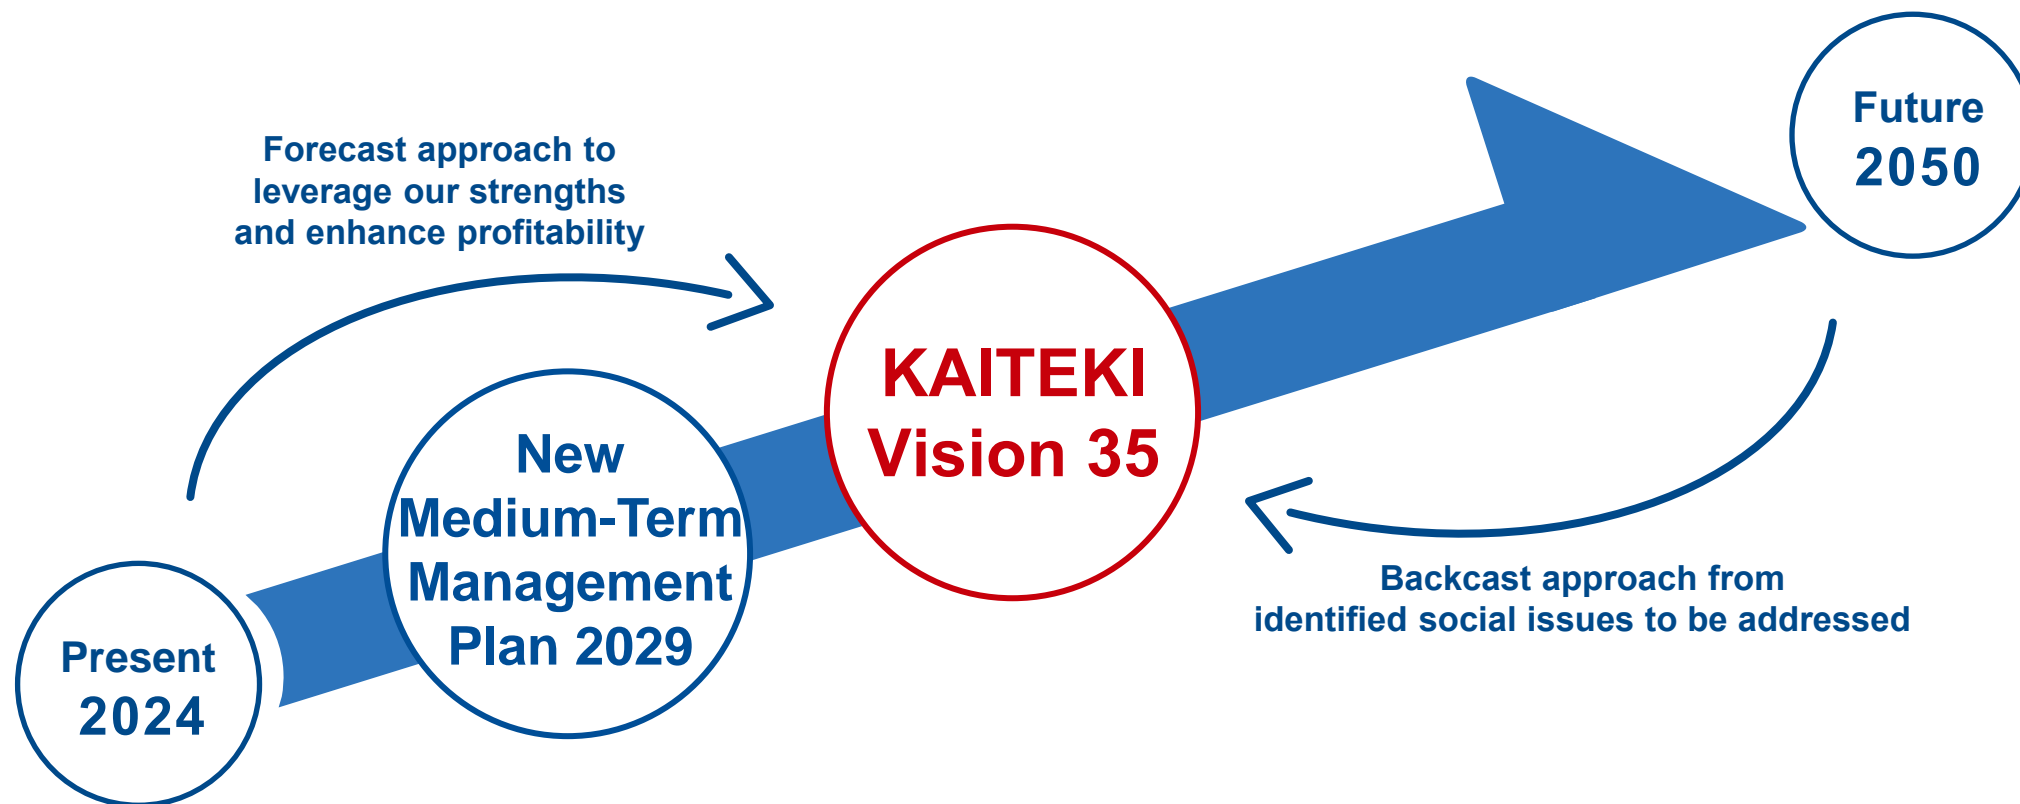 Forecast approach to
leverage our strengths
and enhance profitability
Present
2024
New
Medium-Term
Management
Plan 2029
KAITEKI
Vision 35
Future
2050
Backcast approach from
identified social issues to be addressed